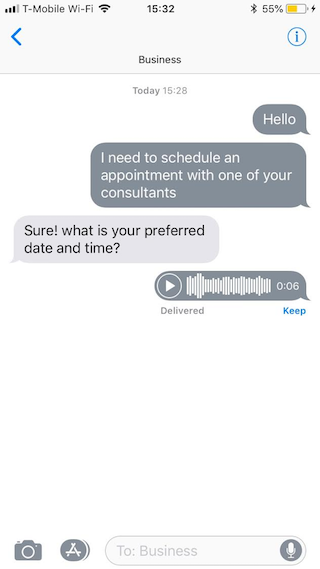 T-Mobile Wi-Fi 15:32 55%
Business
Today 15:28
Hello
I need to schedule an
appointment with one of your
consultants
Sure! what is your preferred
date and time?
0:06
Delivered Keep
To: Business